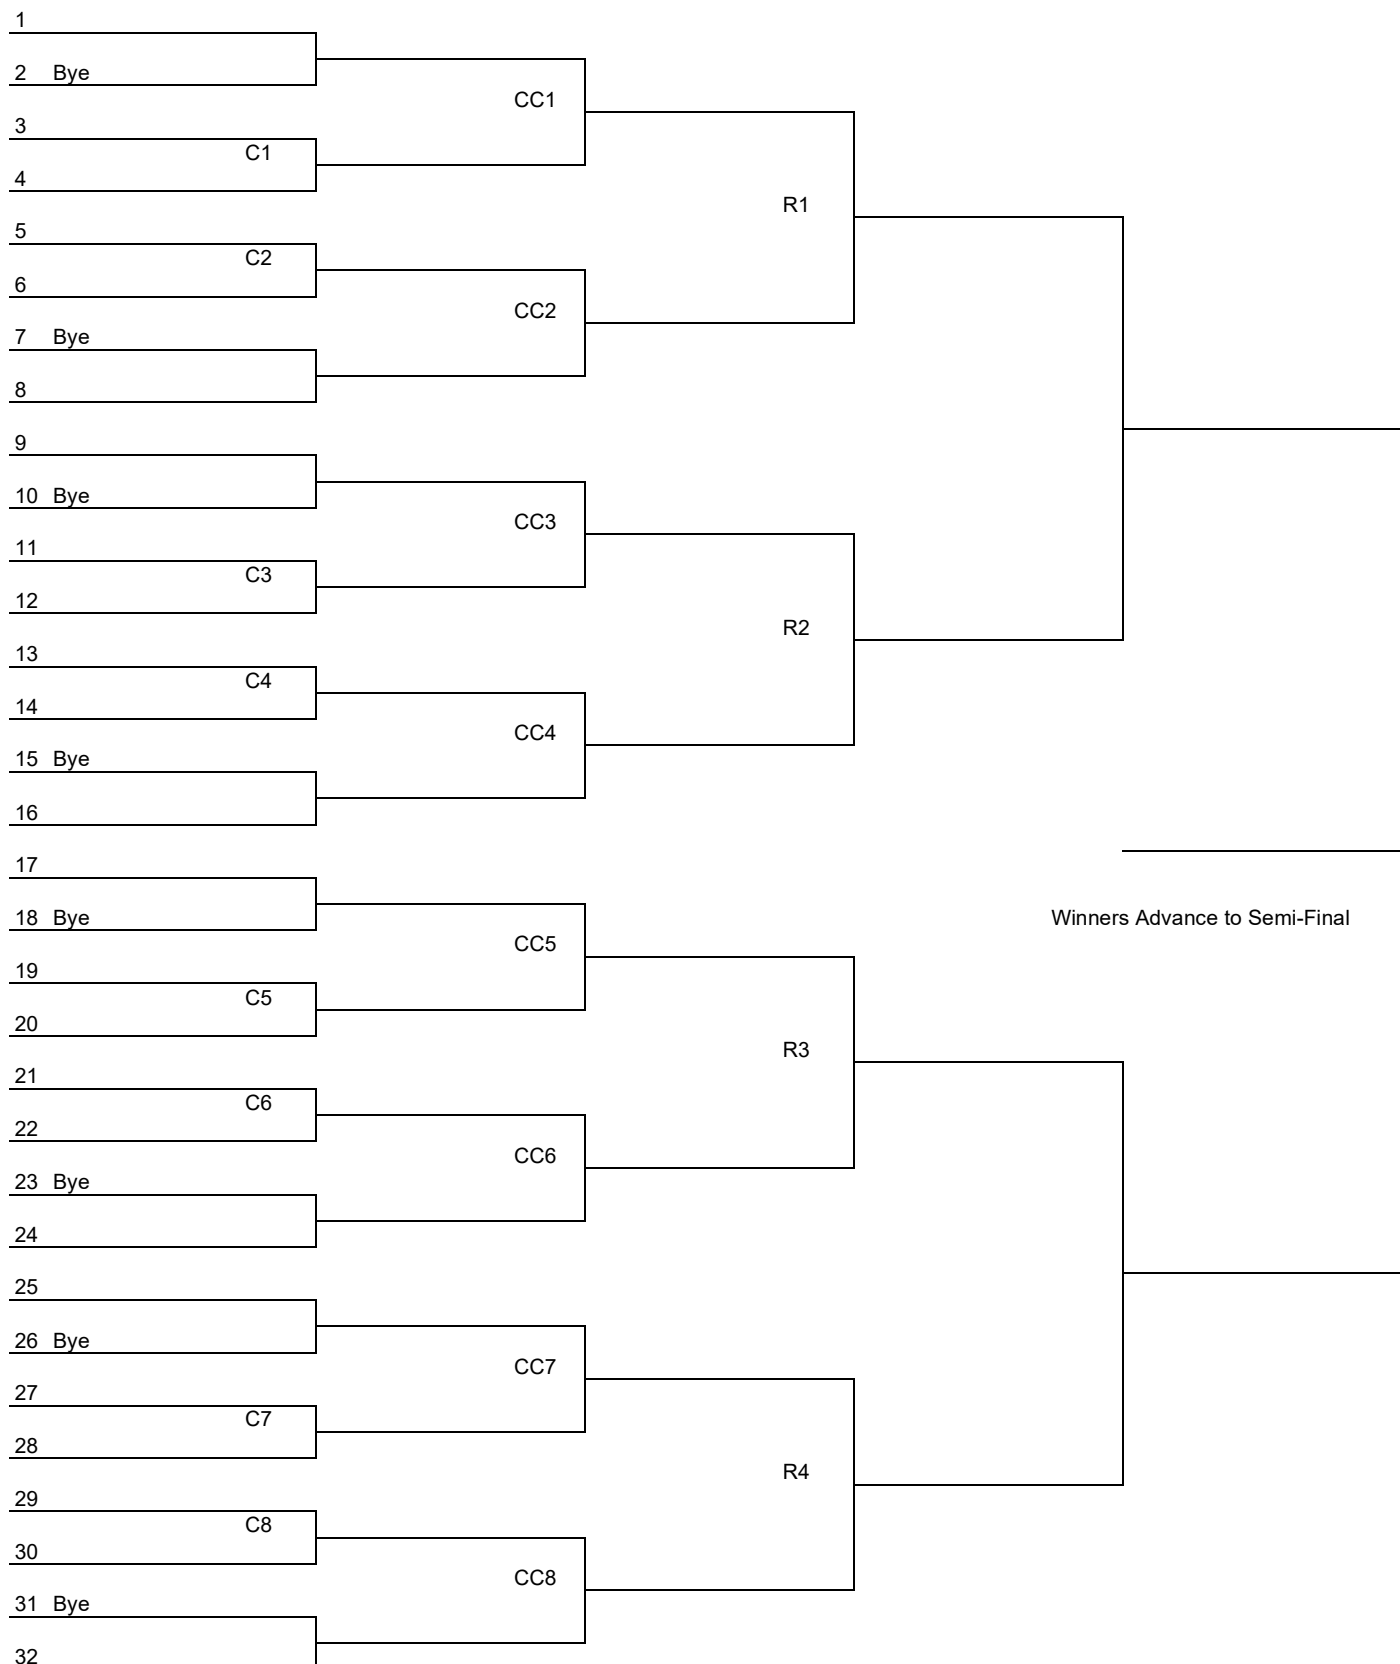 1
2 Bye
CC1
3
C1
4
R1
5
C2
6
CC2
7 Bye
8
9
10 Bye
CC3
11
C3
12
R2
13
C4
14
CC4
15 Bye
16
17
18 Bye
Winners Advance to Semi-Final
CC5
19
C5
20
R3
21
C6
22
CC6
23 Bye
24
25
26 Bye
CC7
27
C7
28
R4
29
C8
30
CC8
31 Bye
32